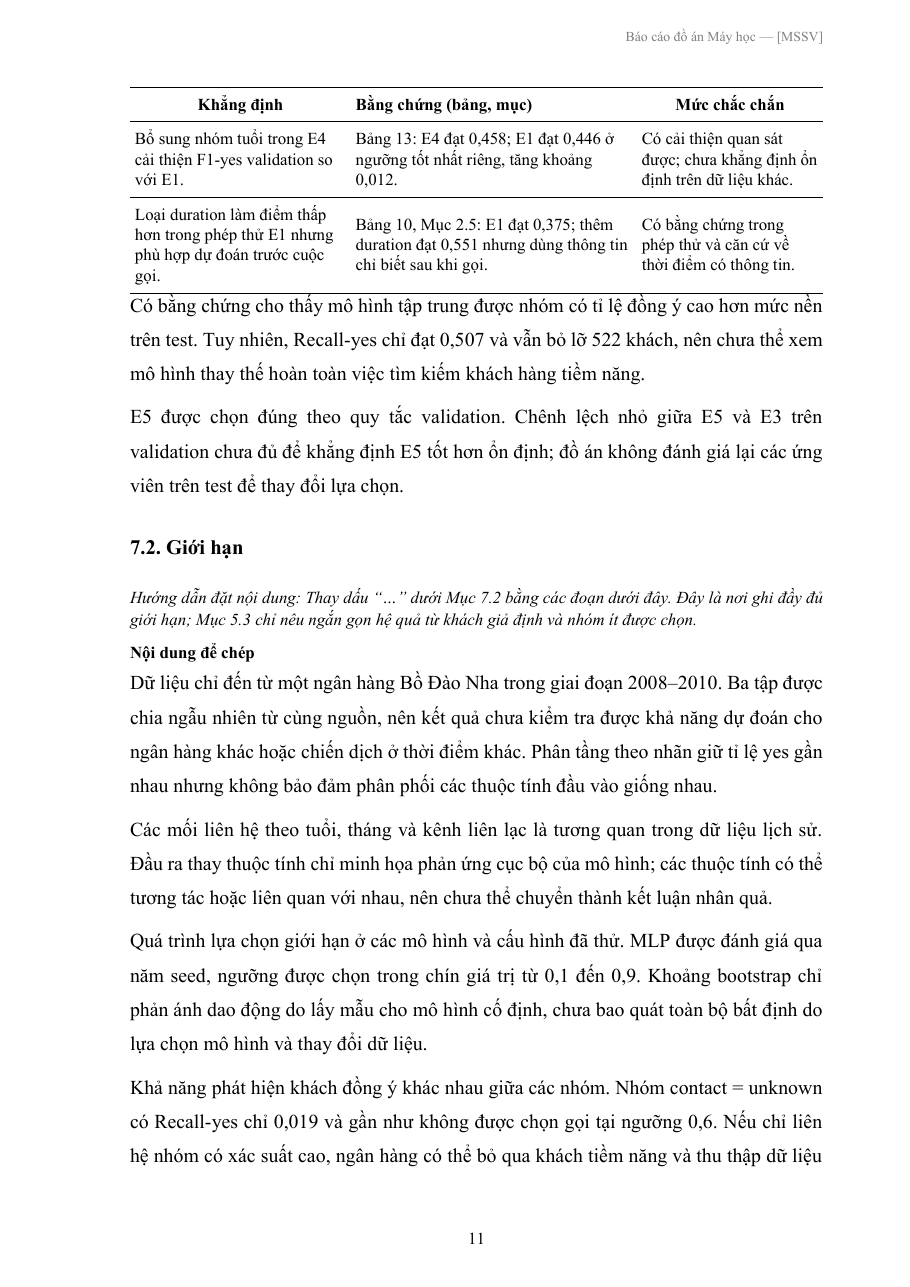 Báo cáo đồ án Máy học — [MSSV]
Khẳng định Bằng chứng (bảng, mục) Mức chắc chắn
Bổ sung nhóm tuổi trong E4
cải thiện F1-yes validation so
với E1.
Bảng 13: E4 đạt 0,458; E1 đạt 0,446 ở
ngưỡng tốt nhất riêng, tăng khoảng
0,012.
Có cải thiện quan sát
được; chưa khẳng định ổn
định trên dữ liệu khác.
Loại duration làm điểm thấp
hơn trong phép thử E1 nhưng
phù hợp dự đoán trước cuộc
gọi.
Bảng 10, Mục 2.5: E1 đạt 0,375; thêm
duration đạt 0,551 nhưng dùng thông tin
chỉ biết sau khi gọi.
Có bằng chứng trong
phép thử và căn cứ về
thời điểm có thông tin.
Có bằng chứng cho thấy mô hình tập trung được nhóm có tỉ lệ đồng ý cao hơn mức nền
trên test. Tuy nhiên, Recall-yes chỉ đạt 0,507 và vẫn bỏ lỡ 522 khách, nên chưa thể xem
mô hình thay thế hoàn toàn việc tìm kiếm khách hàng tiềm năng.
E5 được chọn đúng theo quy tắc validation. Chênh lệch nhỏ giữa E5 và E3 trên
validation chưa đủ để khẳng định E5 tốt hơn ổn định; đồ án không đánh giá lại các ứng
viên trên test để thay đổi lựa chọn.
7.2. Giới hạn
Hướng dẫn đặt nội dung: Thay dấu “…” dưới Mục 7.2 bằng các đoạn dưới đây. Đây là nơi ghi đầy đủ
giới hạn; Mục 5.3 chỉ nêu ngắn gọn hệ quả từ khách giả định và nhóm ít được chọn.
Nội dung để chép
Dữ liệu chỉ đến từ một ngân hàng Bồ Đào Nha trong giai đoạn 2008–2010. Ba tập được
chia ngẫu nhiên từ cùng nguồn, nên kết quả chưa kiểm tra được khả năng dự đoán cho
ngân hàng khác hoặc chiến dịch ở thời điểm khác. Phân tầng theo nhãn giữ tỉ lệ yes gần
nhau nhưng không bảo đảm phân phối các thuộc tính đầu vào giống nhau.
Các mối liên hệ theo tuổi, tháng và kênh liên lạc là tương quan trong dữ liệu lịch sử.
Đầu ra thay thuộc tính chỉ minh họa phản ứng cục bộ của mô hình; các thuộc tính có thể
tương tác hoặc liên quan với nhau, nên chưa thể chuyển thành kết luận nhân quả.
Quá trình lựa chọn giới hạn ở các mô hình và cấu hình đã thử. MLP được đánh giá qua
năm seed, ngưỡng được chọn trong chín giá trị từ 0,1 đến 0,9. Khoảng bootstrap chỉ
phản ánh dao động do lấy mẫu cho mô hình cố định, chưa bao quát toàn bộ bất định do
lựa chọn mô hình và thay đổi dữ liệu.
Khả năng phát hiện khách đồng ý khác nhau giữa các nhóm. Nhóm contact = unknown
có Recall-yes chỉ 0,019 và gần như không được chọn gọi tại ngưỡng 0,6. Nếu chỉ liên
hệ nhóm có xác suất cao, ngân hàng có thể bỏ qua khách tiềm năng và thu thập dữ liệu
11